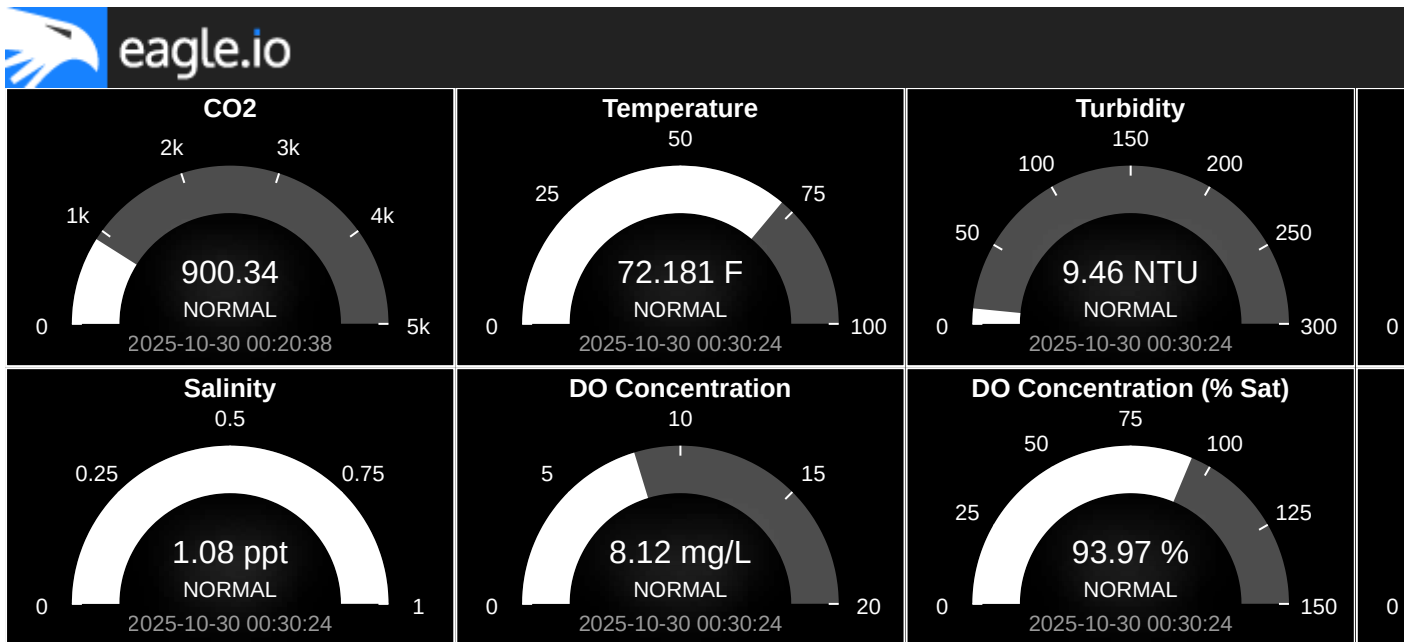 eagle.io
CO2
2k
3k
1k
4k
900.34
NORMAL
0
5k
2025-10-30 00:20:38
Temperature
50
25
75
72.181 F
NORMAL
0
100
2025-10-30 00:30:24
Turbidity
150
100
200
50
250
9.46 NTU
NORMAL
0
300
2025-10-30 00:30:24
0
Salinity
0.5
0.25
0.75
1.08 ppt
NORMAL
0
1
2025-10-30 00:30:24
DO Concentration
10
5
15
8.12 mg/L
NORMAL
0
20
2025-10-30 00:30:24
DO Concentration (% Sat)
75
50
100
25
125
93.97 %
NORMAL
0
150
2025-10-30 00:30:24
0